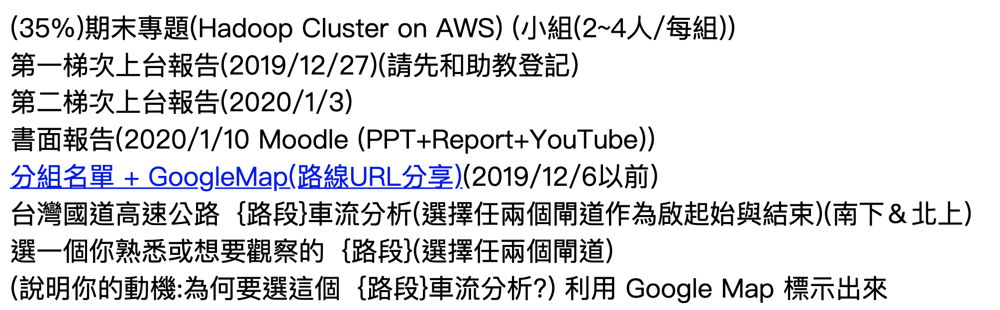 (35%)期末專題(Hadoop Cluster on AWS) (小組(2~4人/每組))
第一梯次上台報告(2019/12/27)(請先和助教登記)
第二梯次上台報告(2020/1/3)
書面報告(2020/1/10 Moodle (PPT+Report+YouTube))
分組名單 + GoogleMap(路線URL分享)(2019/12/6以前)
台灣國道高速公路 {路段}車流分析(選擇任兩個閘道作為啟起始與結束)(南下&北上)
選一個你熟悉或想要觀察的 {路段}(選擇任兩個閘道)
(說明你的動機:為何要選這個 {路段}車流分析?) 利用 Google Map 標示出來